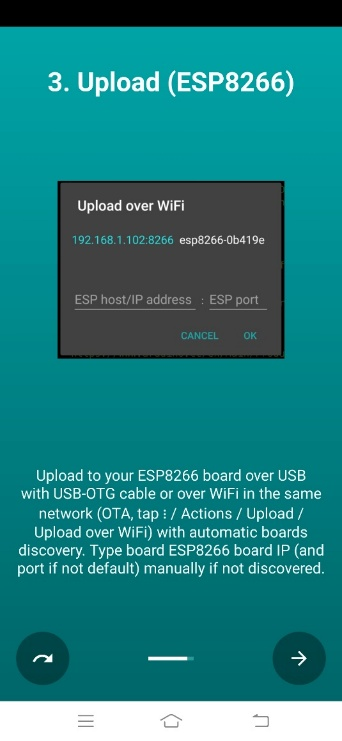 3. Upload (ESP8266)
Upload over WiFi
192.168.1.102:8266 esp8266-0b419e
ESP host/IP address : ESP port
CANCEL OK
Upload to your ESP8266 board over USB
with USB-OTG cable or over WiFi in the same
network (OTA, tap ⫶ / Actions / Upload /
Upload over WiFi) with automatic boards
discovery. Type board ESP8266 board IP (and
port if not default) manually if not discovered.